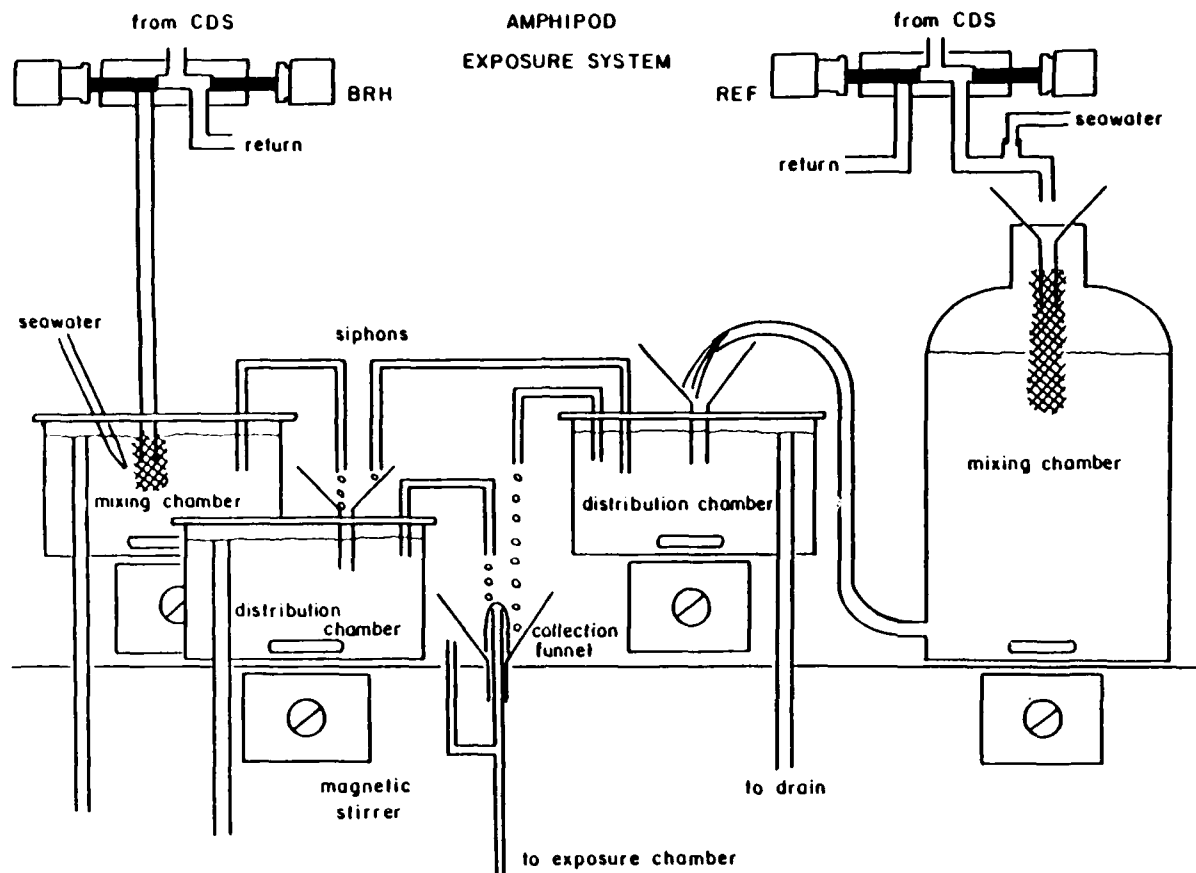 AMPHIPOD
EXPOSURE SYSTEM
from CDS
BRH
return
from CDS
REF
seawater
return
seawater
siphons
mixing chamber
distribution chamber
mixing chamber
distribution
chamber
collection
funnel
magnetic
stirrer
to drain
to exposure chamber